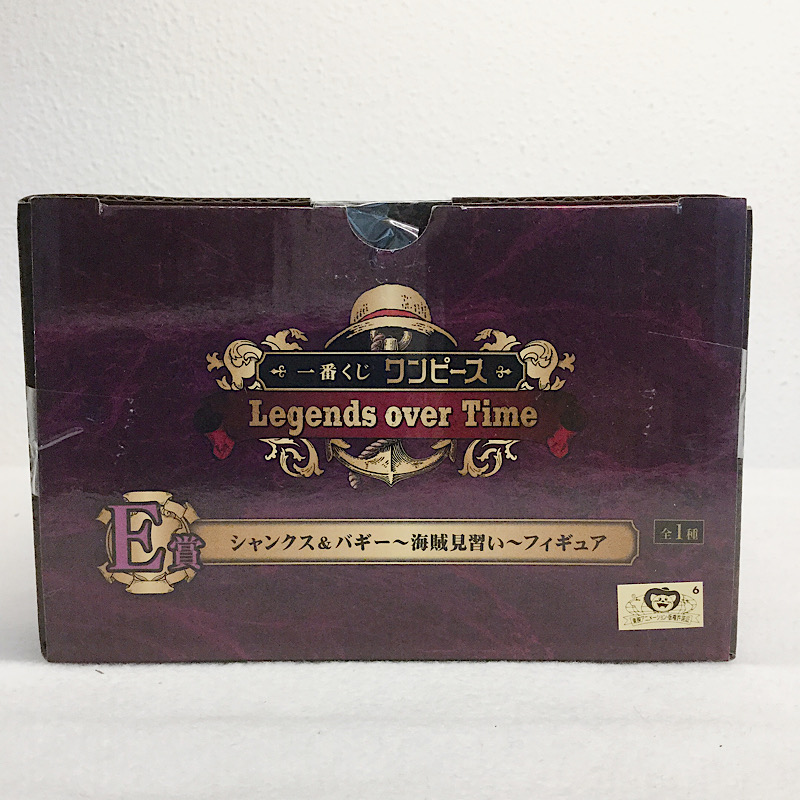 一番くじ ワンピース
Legends over Time
E賞 シャンクス&バギー～海賊見習い～フィギュア
全1種
6